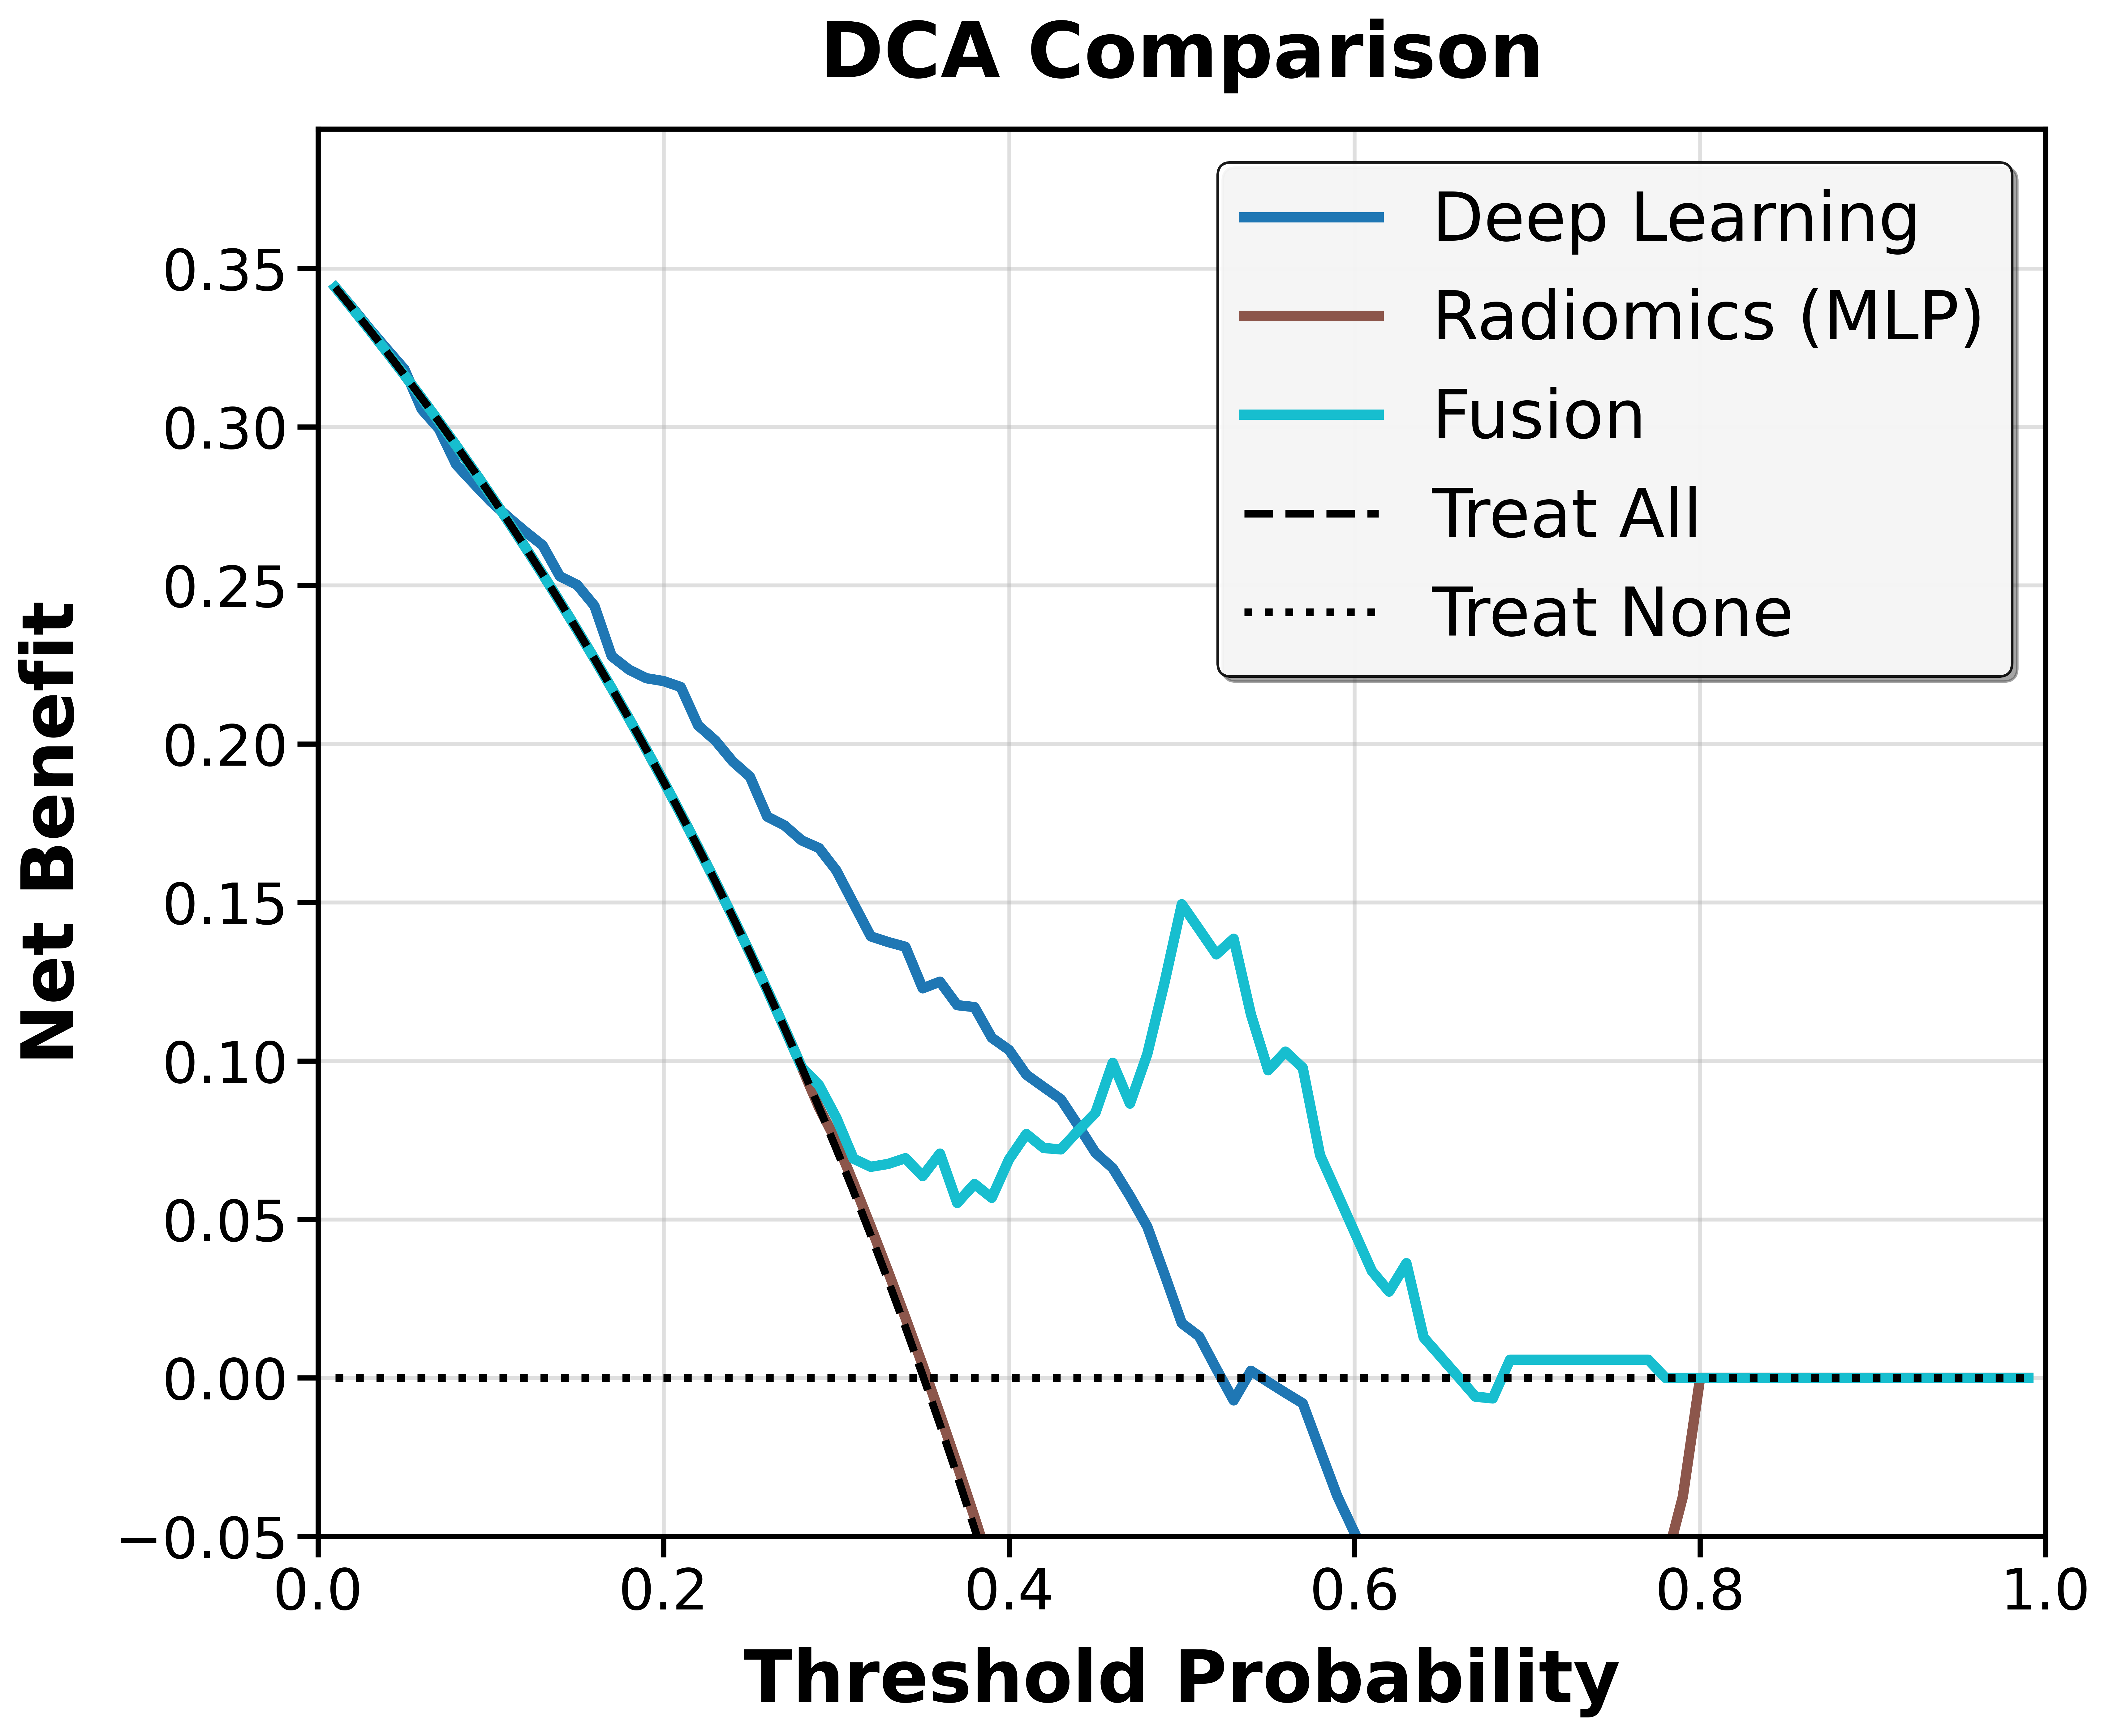 DCA Comparison
Deep Learning
Radiomics (MLP)
Fusion
Treat All
Treat None
Net Benefit
0.35
0.30
0.25
0.20
0.15
0.10
0.05
0.00
−0.05
0.0 0.2 0.4 0.6 0.8 1.0
Threshold Probability